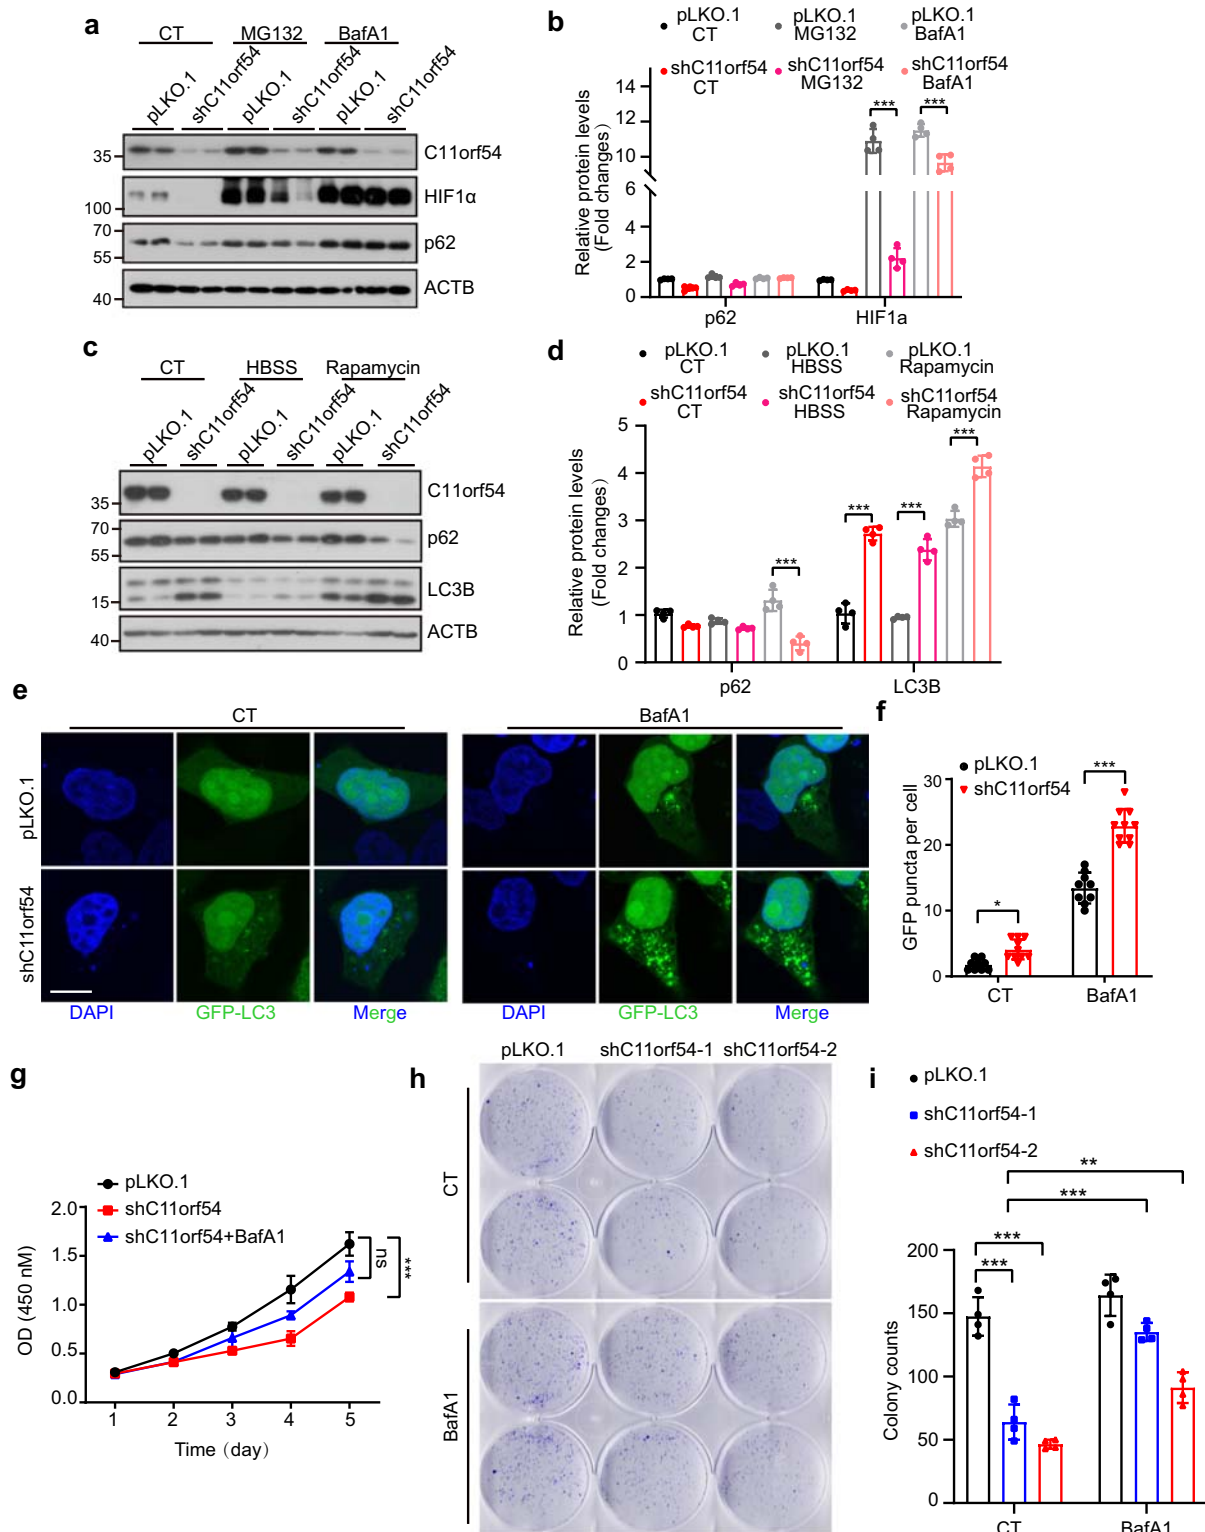 a
CT MG132 BafA1
pLKO.1 shC11orf54 pLKO.1 shC11orf54 pLKO.1 shC11orf54
35 C11orf54
100 HIF1α
70
55 p62
40 ACTB
b
pLKO.1 CT
pLKO.1 MG132
pLKO.1 BafA1
shC11orf54 CT
shC11orf54 MG132
shC11orf54 BafA1
Relative protein levels
(Fold changes)
14
12
10
6
4
2
0
*** ***
p62 HIF1a
c
CT HBSS Rapamycin
pLKO.1 shC11orf54 pLKO.1 shC11orf54 pLKO.1 shC11orf54
35 C11orf54
70
55 p62
15 LC3B
40 ACTB
d
pLKO.1 CT
pLKO.1 HBSS
pLKO.1 Rapamycin
shC11orf54 CT
shC11orf54 HBSS
shC11orf54 Rapamycin
Relative protein levels
(Fold changes)
5
4
3
2
1
0
*** *** *** ***
p62 LC3B
e
CT BafA1
pLKO.1
shC11orf54
DAPI GFP-LC3 Merge DAPI GFP-LC3 Merge
f
pLKO.1
shC11orf54
GFP puncta per cell
30
20
10
0
* ***
CT BafA1
g
pLKO.1
shC11orf54
shC11orf54+BafA1
OD (450 nM)
2.0
1.5
1.0
0.5
0.0
ns ***
1 2 3 4 5
Time (day)
h
pLKO.1 shC11orf54-1 shC11orf54-2
CT
BafA1
i
pLKO.1
shC11orf54-1
shC11orf54-2
**
***
***
***
Colony counts
200
150
100
50
0
CT BafA1